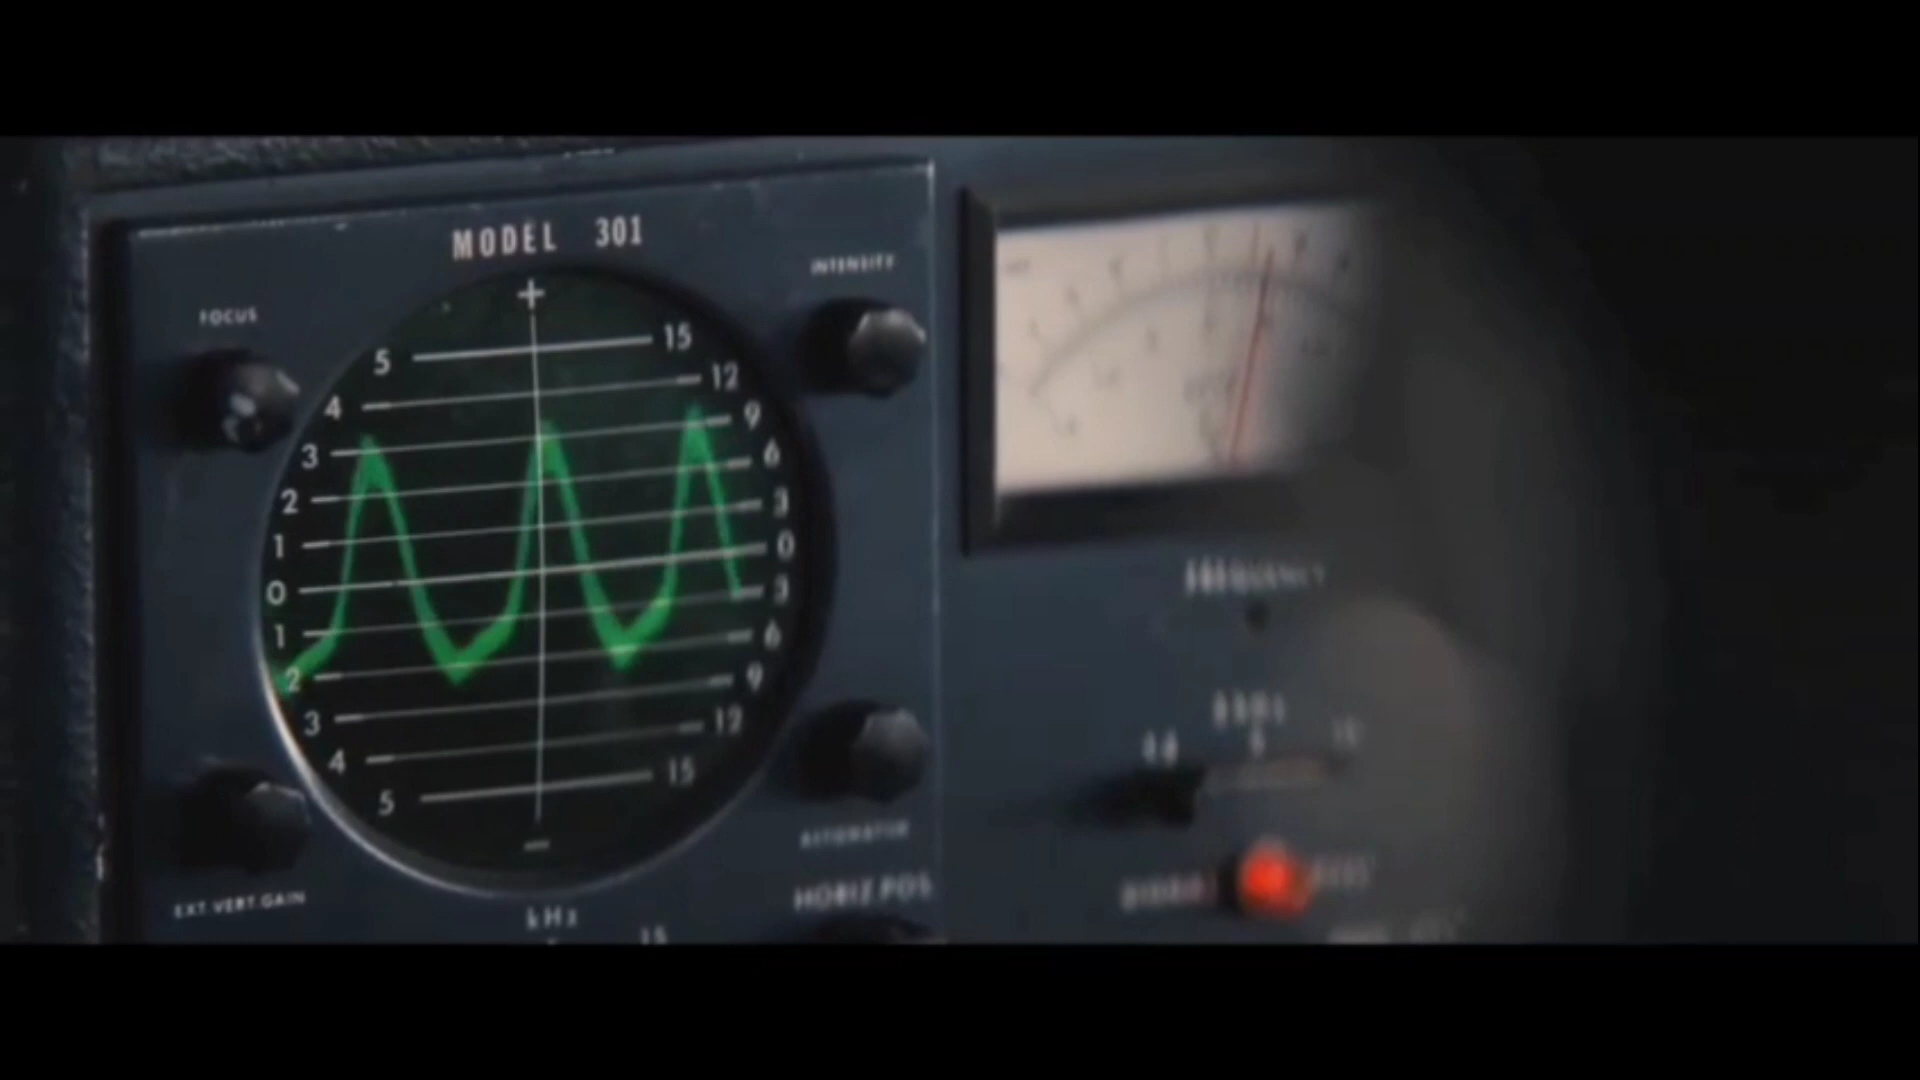 MODEL 301
INTENSITY
FOCUS
+
5 15
4 12
3 9
2 6
1 3
0 0
1 3
2 6
3 9
4 12
5 15
−
FREQUENCY
HORIZ.POS
EXT.VERT.GAIN
kHz
15